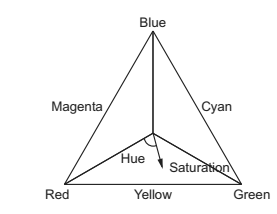 Blue
Magenta
Cyan
Hue
Saturation
Red
Yellow
Green